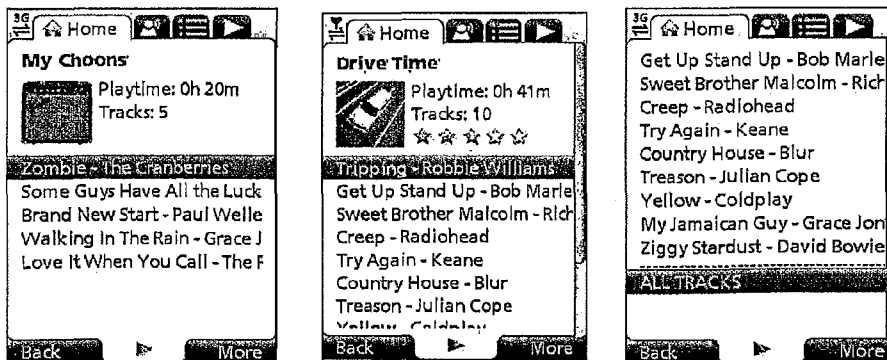 3G
Home
My Choons
Playtime: 0h 20m
Tracks: 5
Zombie - The Cranberries
Some Guys Have All the Luck
Brand New Start - Paul Welle
Walking In The Rain - Grace J
Love It When You Call - The F
Back
More
Home
Drive Time
Playtime: 0h 41m
Tracks: 10
Tripping - Robbie Williams
Get Up Stand Up - Bob Marle
Sweet Brother Malcolm - Rich
Creep - Radiohead
Try Again - Keane
Country House - Blur
Treason - Julian Cope
Yellow - Coldplay
Back
More
3G
Home
Get Up Stand Up - Bob Marle
Sweet Brother Malcolm - Rich
Creep - Radiohead
Try Again - Keane
Country House - Blur
Treason - Julian Cope
Yellow - Coldplay
My Jamaican Guy - Grace Jon
Ziggy Stardust - David Bowie
ALL TRACKS
Back
More